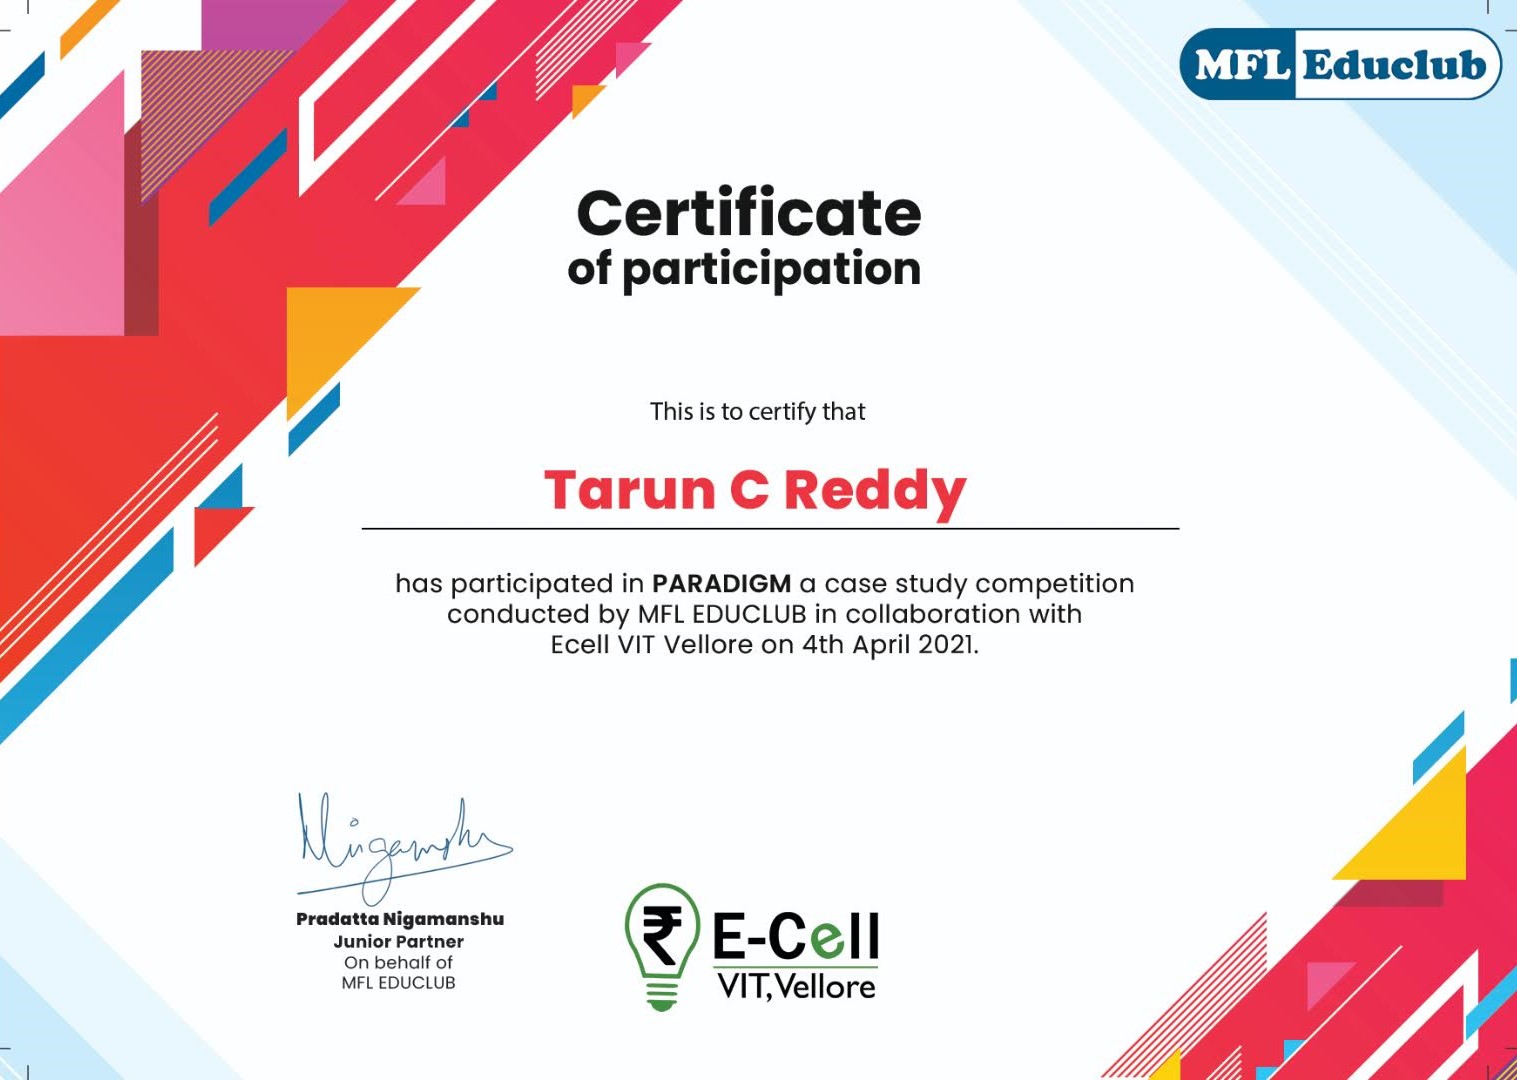 MFL Educlub
Certificate
of participation
This is to certify that
Tarun C Reddy
has participated in PARADIGM a case study competition
conducted by MFL EDUCLUB in collaboration with
Ecell VIT Vellore on 4th April 2021.
Nigamshu
Pradatta Nigamanshu
Junior Partner
On behalf of
MFL EDUCLUB
₹
E-Cell
VIT, Vellore